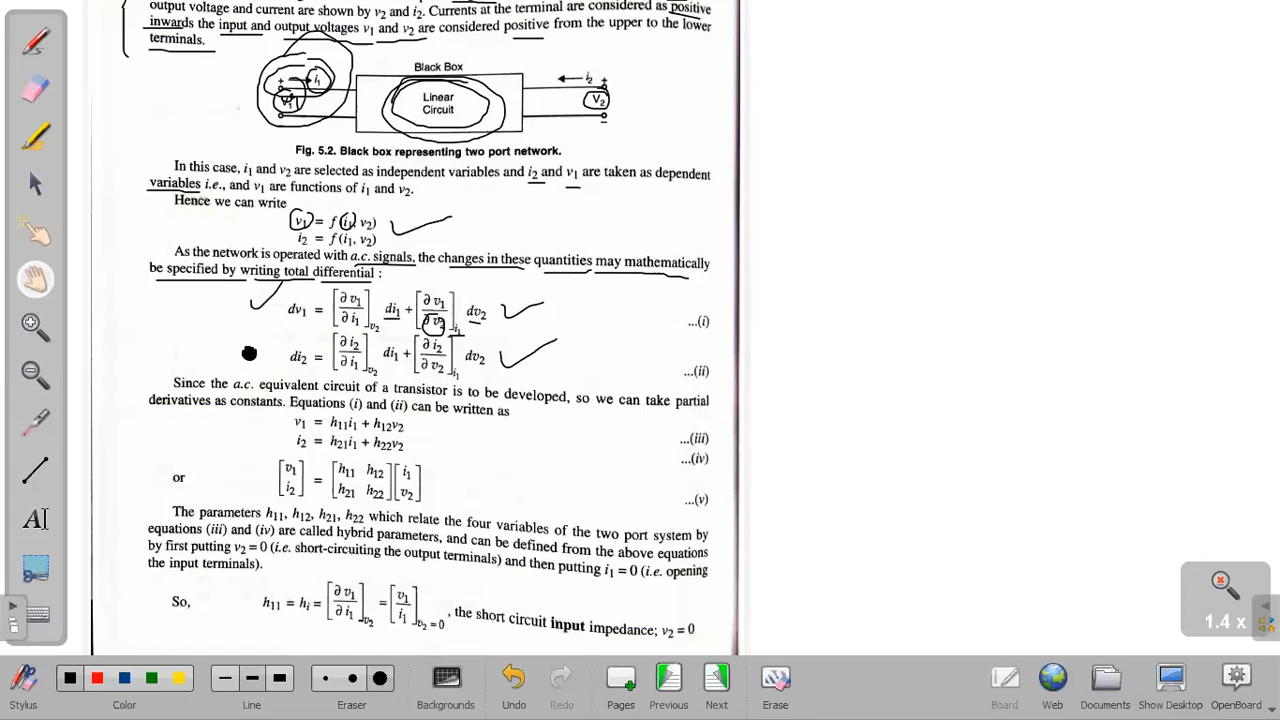 output voltage and current are shown by v2 and i2. Currents at the terminal are considered as positive
inwards the input and output voltages v1 and v2 are considered positive from the upper to the lower
terminals.
Black Box
+ i1
i2 +
v1
Linear
Circuit
V2
–
Fig. 5.2. Black box representing two port network.
In this case, i1 and v2 are selected as independent variables and i2 and v1 are taken as dependent
variables i.e., and v1 are functions of i1 and v2.
Hence we can write
v1 = f (i1, v2)
i2 = f(i1, v2)
As the network is operated with a.c. signals, the changes in these quantities may mathematically
be specified by writing total differential :
dv1 = [∂v1/∂i1]v2 di1 + [∂v1/∂v2]i1 dv2 ...(i)
di2 = [∂i2/∂i1]v2 di1 + [∂i2/∂v2]i1 dv2 ...(ii)
Since the a.c. equivalent circuit of a transistor is to be developed, so we can take partial
derivatives as constants. Equations (i) and (ii) can be written as
v1 = h11i1 + h12v2 ...(iii)
i2 = h21i1 + h22v2 ...(iv)
or [v1 i2] = [h11 h12 h21 h22] [i1 v2] ...(v)
The parameters h11, h12, h21, h22 which relate the four variables of the two port system by
equations (iii) and (iv) are called hybrid parameters, and can be defined from the above equations
by first putting v2 = 0 (i.e. short-circuiting the output terminals) and then putting i1 = 0 (i.e. opening
the input terminals).
So, h11 = hi = [∂v1/∂i1]v2 = [v1/i1]v2 = 0, the short circuit input impedance; v2 = 0
1.4 x
Stylus
Color
Line
Eraser
Backgrounds
Undo
Redo
Pages
Previous
Next
Erase
Board
Web
Documents
Show Desktop
OpenBoard